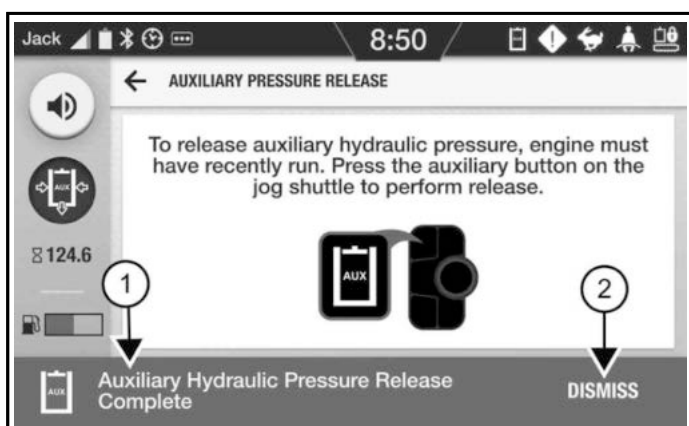 Jack
8:50
AUXILIARY PRESSURE RELEASE
To release auxiliary hydraulic pressure, engine must
have recently run. Press the auxiliary button on the
jog shuttle to perform release.
AUX
124.6
AUX
1
2
AUX
Auxiliary Hydraulic Pressure Release
Complete
DISMISS